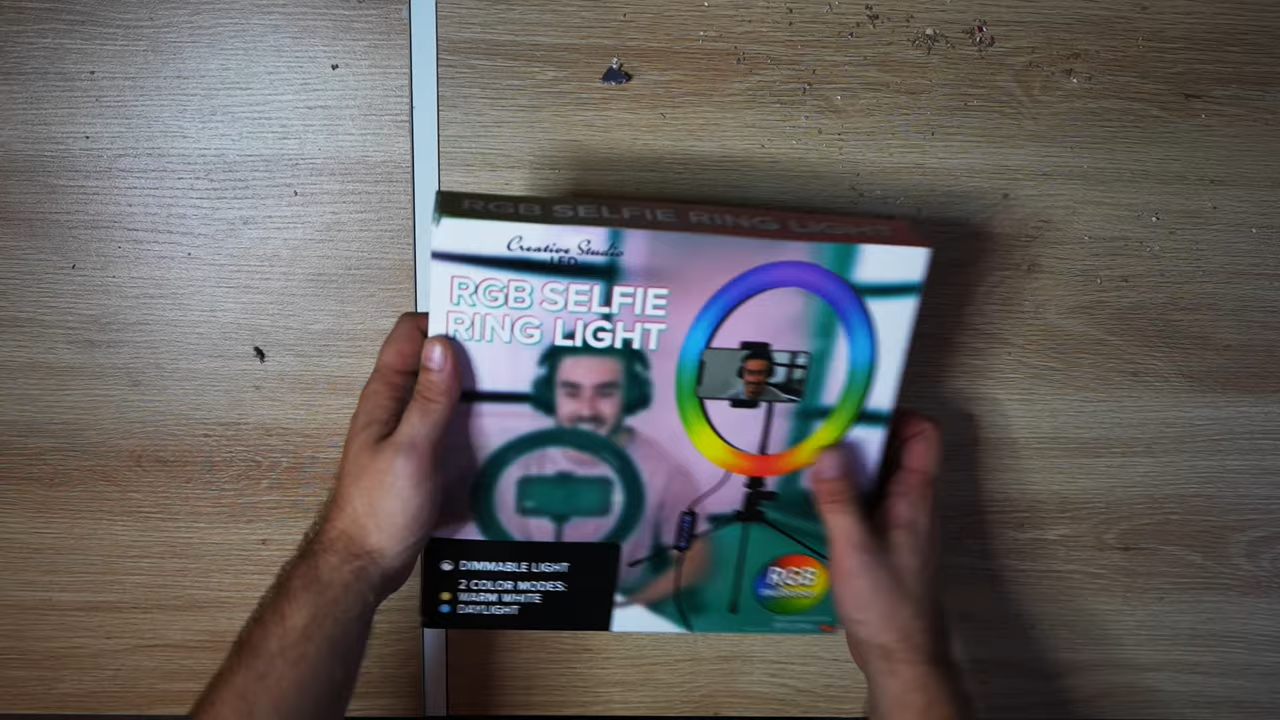 RGB SELFIE RING LIGHT
Creative Studio
LED
RGB SELFIE
RING LIGHT
DIMMABLE LIGHT
2 COLOR MODES:
WARM WHITE
DAYLIGHT
RGB